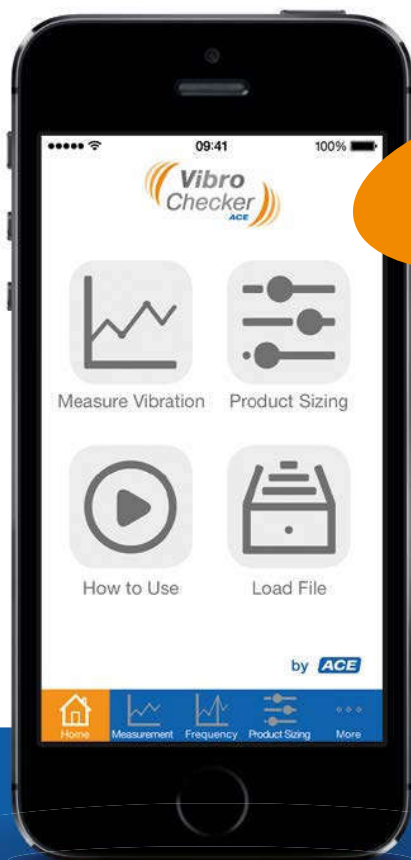 09:41
100%
Vibro
Checker
ACE
Measure Vibration
Product Sizing
How to Use
Load File
by ACE
Home
Measurement
Frequency
Product Sizing
More